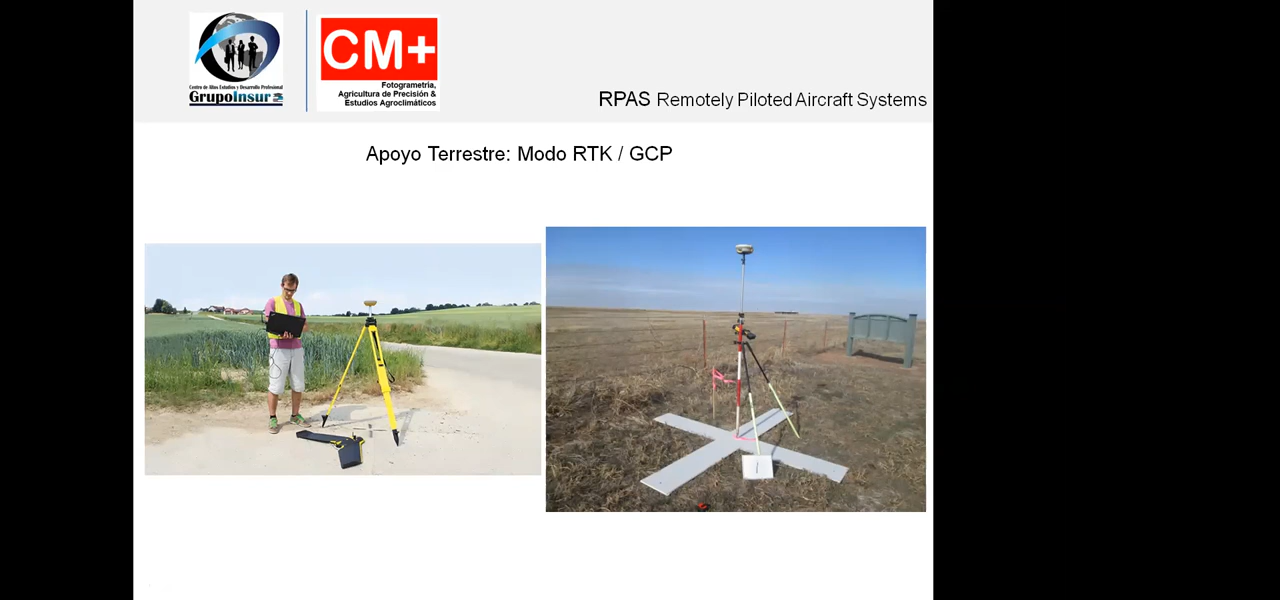 Centro de Altos Estudios y Desarrollo Profesional
GrupoInsur
CM+
Fotogrametria,
Agricultura de Precisión &
Estudios Agroclimáticos
RPAS Remotely Piloted Aircraft Systems
Apoyo Terrestre: Modo RTK / GCP